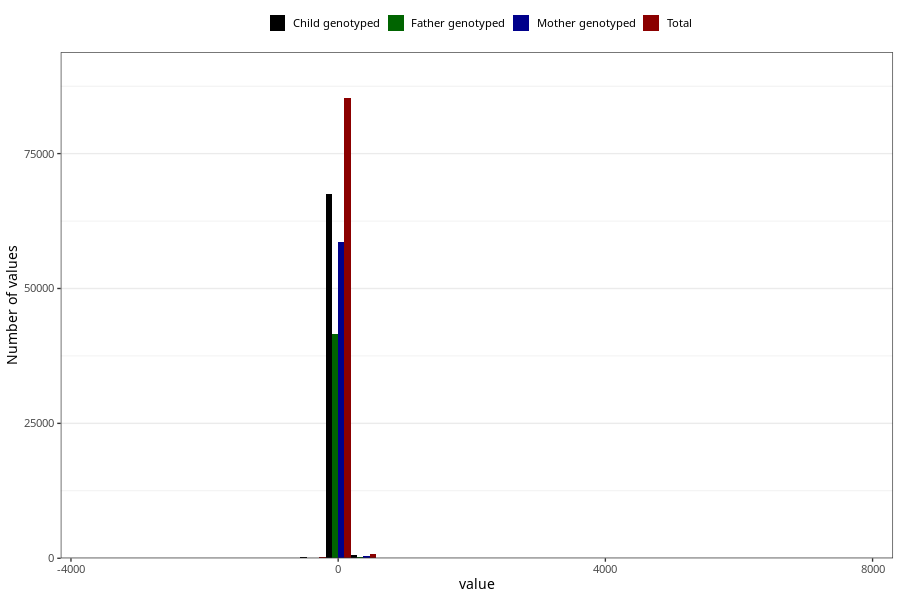 Child genotyped Father genotyped Mother genotyped Total
Number of values
75000
50000
25000
0
-4000 0 4000 8000
value